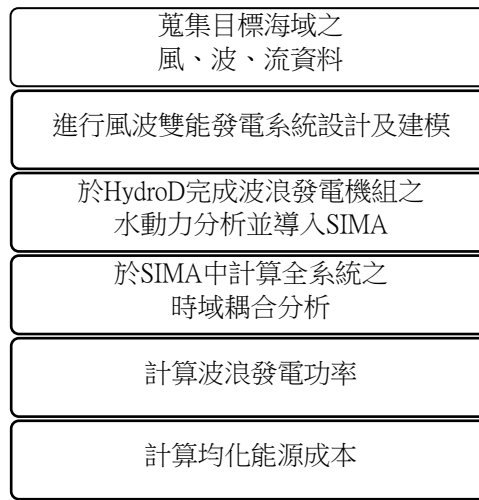 蒐集目標海域之
風、波、流資料
進行風波雙能發電系統設計及建模
於HydroD完成波浪發電機組之
水動力分析並導入SIMA
於SIMA中計算全系統之
時域耦合分析
計算波浪發電功率
計算均化能源成本